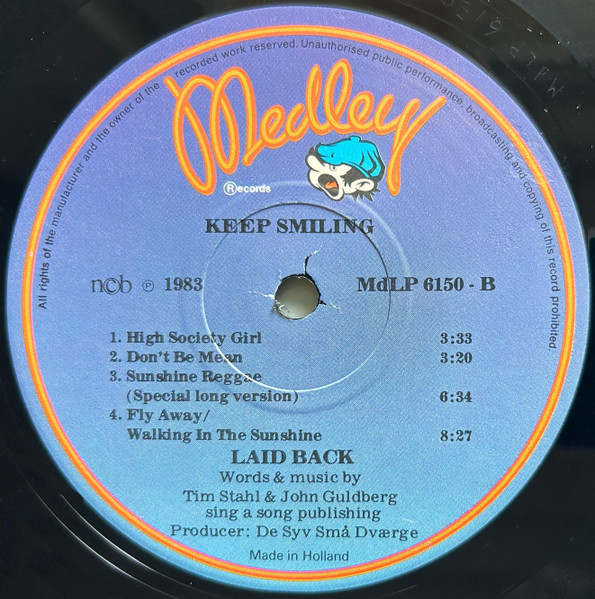 All rights of the manufacturer and the owner of the recorded work reserved. Unauthorised public performance, broadcasting and copying of this record prohibited.
Medley
Ⓡecords
KEEP SMILING
n©b ℗ 1983 MdLP 6150 - B
1. High Society Girl 3:33
2. Don't Be Mean 3:20
3. Sunshine Reggae
(Special long version) 6:34
4. Fly Away/
Walking In The Sunshine 8:27
LAID BACK
Words & music by
Tim Stahl & John Guldberg
sing a song publishing
Producer: De Syv Små Dværge
Made in Holland